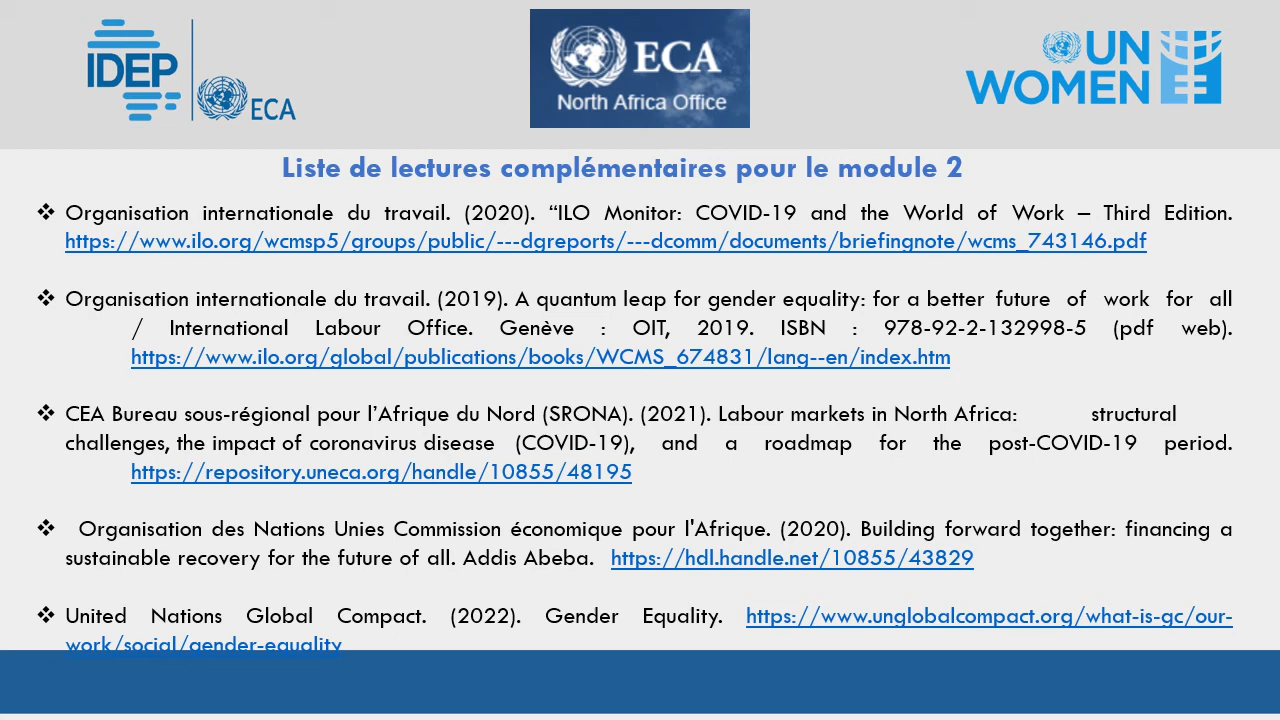 IDEP
ECA
ECA
North Africa Office
UN
WOMEN
Liste de lectures complémentaires pour le module 2
❖ Organisation internationale du travail. (2020). “ILO Monitor: COVID-19 and the World of Work – Third Edition.
https://www.ilo.org/wcmsp5/groups/public/---dgreports/---dcomm/documents/briefingnote/wcms_743146.pdf
❖ Organisation internationale du travail. (2019). A quantum leap for gender equality: for a better future of work for all
/ International Labour Office. Genève : OIT, 2019. ISBN : 978-92-2-132998-5 (pdf web).
https://www.ilo.org/global/publications/books/WCMS_674831/lang--en/index.htm
❖ CEA Bureau sous-régional pour l’Afrique du Nord (SRONA). (2021). Labour markets in North Africa: structural
challenges, the impact of coronavirus disease (COVID-19), and a roadmap for the post-COVID-19 period.
https://repository.uneca.org/handle/10855/48195
❖ Organisation des Nations Unies Commission économique pour l'Afrique. (2020). Building forward together: financing a
sustainable recovery for the future of all. Addis Abeba. https://hdl.handle.net/10855/43829
❖ United Nations Global Compact. (2022). Gender Equality. https://www.unglobalcompact.org/what-is-gc/our-
work/social/gender-equality